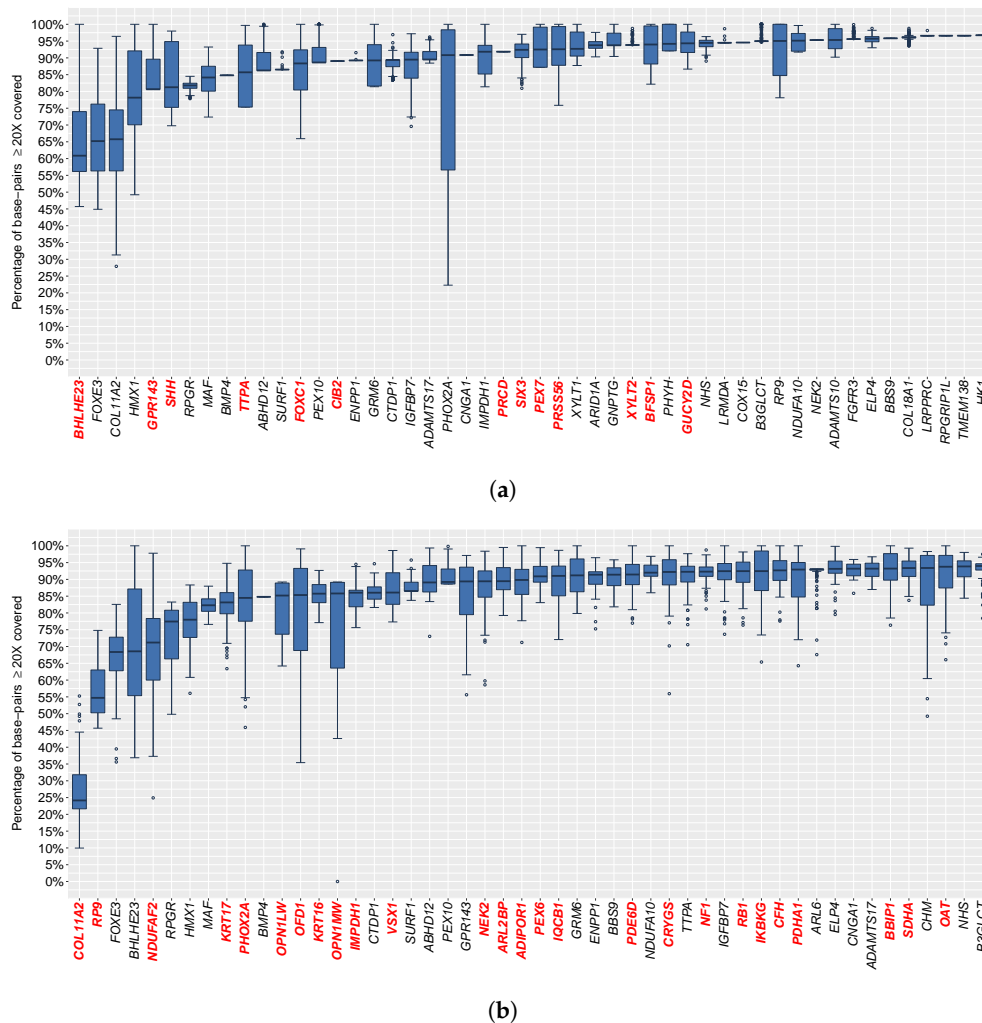 Percentage of base−pairs ≥ 20X covered
100%
95%
90%
85%
80%
75%
70%
65%
60%
55%
50%
45%
40%
35%
30%
25%
20%
15%
10%
5%
0%
BHLHE23
FOXE3
COL11A2
HMX1
GPR143
SHH
RPGR
MAF
BMP4
TTPA
ABHD12
SURF1
FOXC1
PEX10
CIB2
ENPP1
GRM6
CTDP1
IGFBP7
ADAMTS17
PHOX2A
CNGA1
IMPDH1
PRCD
SIX3
PEX7
PRSS56
XYLT1
ARID1A
GNPTG
XYLT2
BFSP1
PHYH
GUCY2D
NHS
LRMDA
COX15
B3GLCT
RP9
NDUFA10
NEK2
ADAMTS10
FGFR3
ELP4
BBS9
COL18A1
LRPPRC
RPGRIP1L
TMEM138
HK1
(a)
Percentage of base−pairs ≥ 20X covered
100%
95%
90%
85%
80%
75%
70%
65%
60%
55%
50%
45%
40%
35%
30%
25%
20%
15%
10%
5%
0%
COL11A2
RP9
FOXE3
BHLHE23
NDUFAF2
RPGR
HMX1
MAF
KRT17
PHOX2A
BMP4
OPN1LW
OFD1
KRT16
OPN1MW
IMPDH1
CTDP1
VSX1
SURF1
ABHD12
PEX10
GPR143
NEK2
ARL2BP
ADIPOR1
PEX6
IQCB1
GRM6
ENPP1
BBS9
PDE6D
NDUFA10
CRYGS
TTPA
NF1
IGFBP7
RB1
IKBKG
CFH
PDHA1
ARL6
ELP4
CNGA1
ADAMTS17
BBIP1
SDHA
CHM
OAT
NHS
B3GLCT
(b)